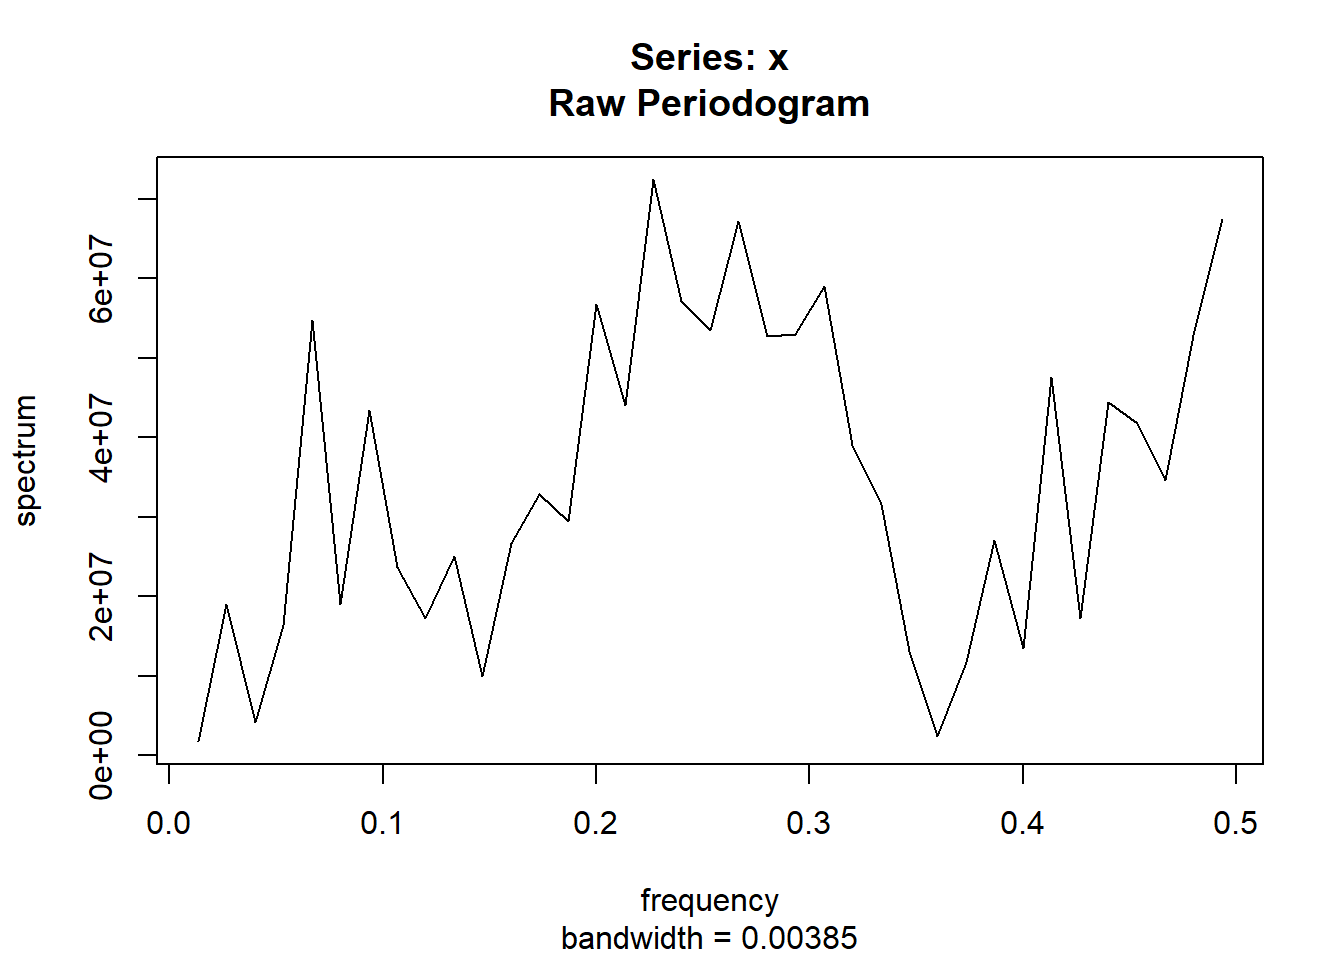 Series: x
Raw Periodogram
spectrum
0e+00
2e+07
4e+07
6e+07
0.0
0.1
0.2
0.3
0.4
0.5
frequency
bandwidth = 0.00385